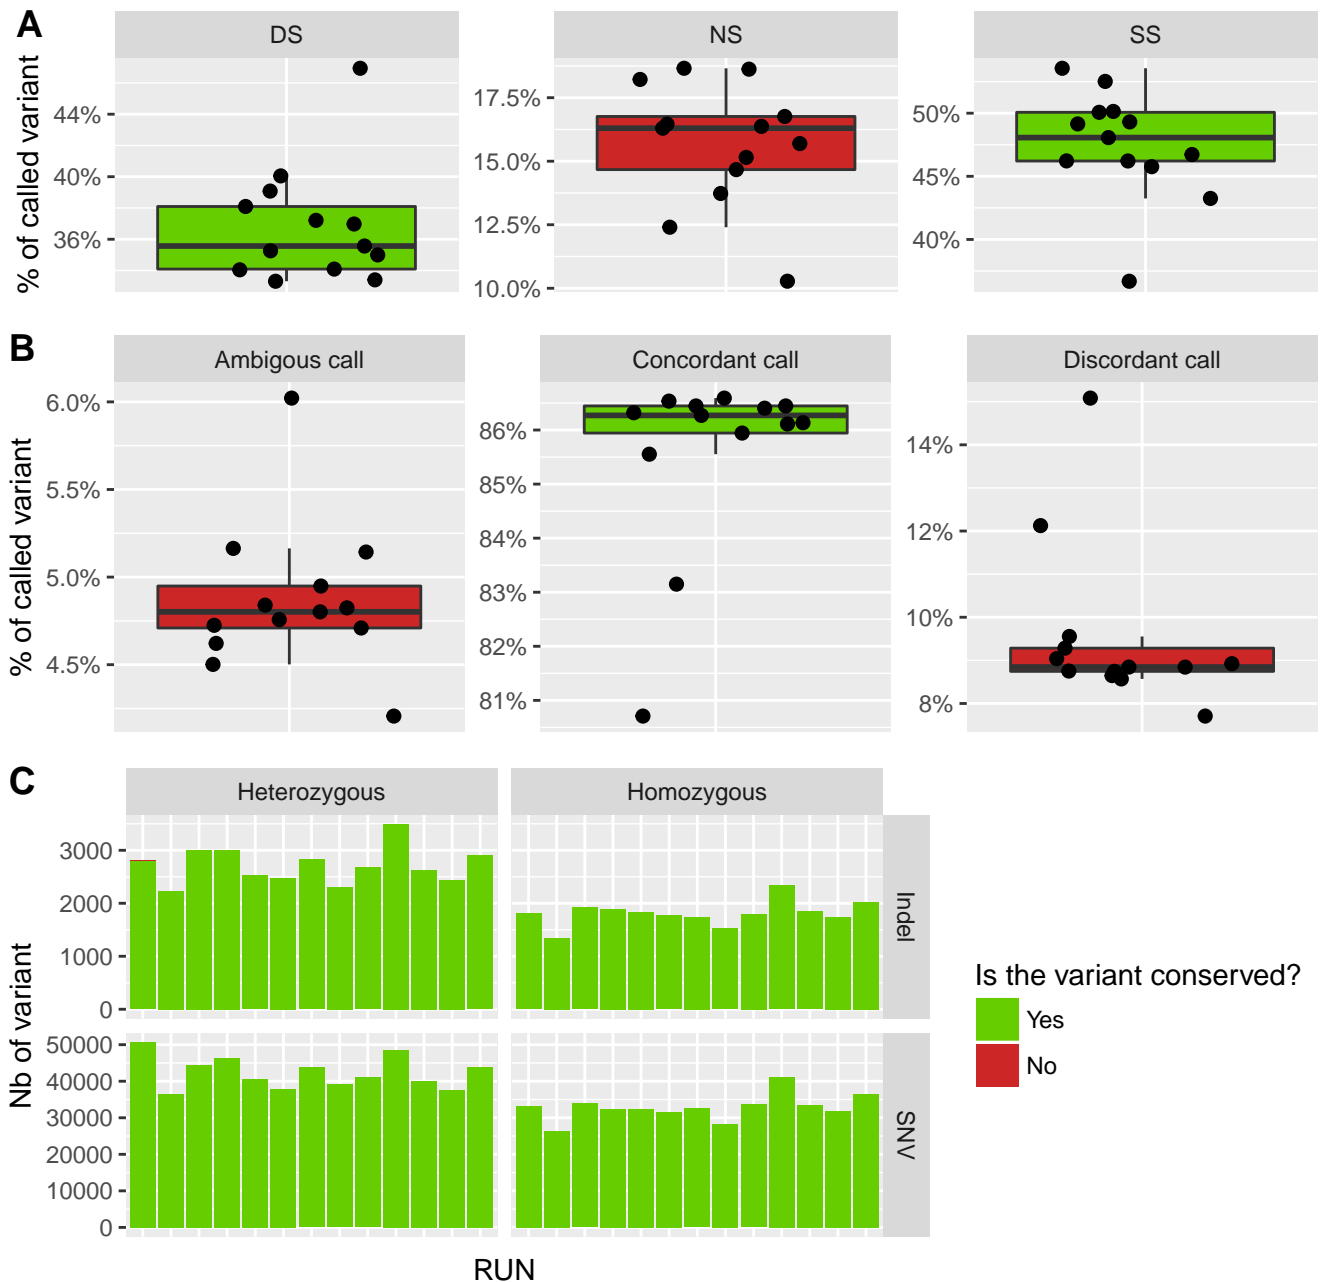 A
DS
NS
SS
% of called variant
44%
40%
36%
17.5%
15.0%
12.5%
10.0%
50%
45%
40%
B
Ambigous call
Concordant call
Discordant call
% of called variant
6.0%
5.5%
5.0%
4.5%
86%
85%
84%
83%
82%
81%
14%
12%
10%
8%
C
Heterozygous
Homozygous
Nb of variant
3000
2000
1000
0
Indel
50000
40000
30000
20000
10000
0
SNV
RUN
Is the variant conserved?
Yes
No